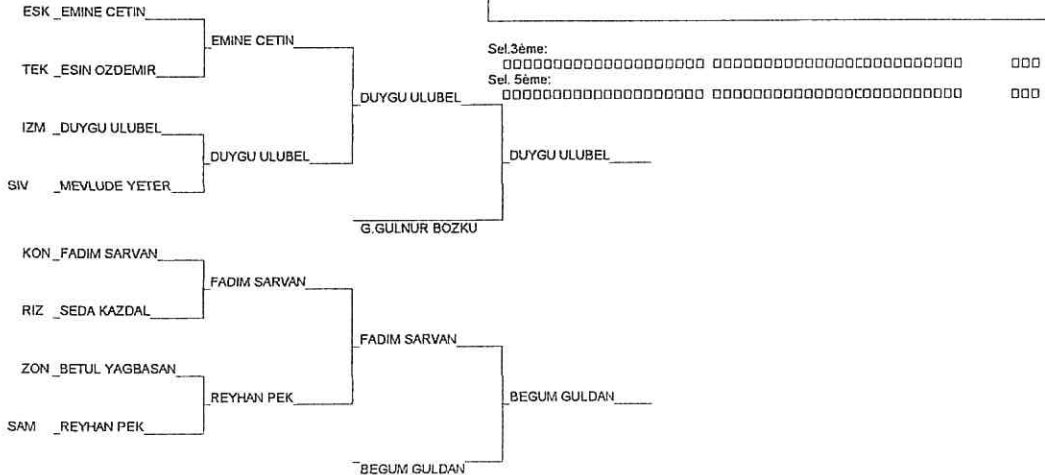 ESK _EMINE CETIN
EMINE CETIN
Sel.3ème:
TEK _ESIN OZDEMIR
Sel. 5ème:
DUYGU ULUBEL
IZM _DUYGU ULUBEL
DUYGU ULUBEL
DUYGU ULUBEL
SIV _MEVLUDE YETER
G.GULNUR BOZKU
KON _FADIM SARVAN
FADIM SARVAN
RIZ _SEDA KAZDAL
FADIM SARVAN
ZON _BETUL YAGBASAN
REYHAN PEK
BEGUM GULDAN
SAM _REYHAN PEK
BEGUM GULDAN